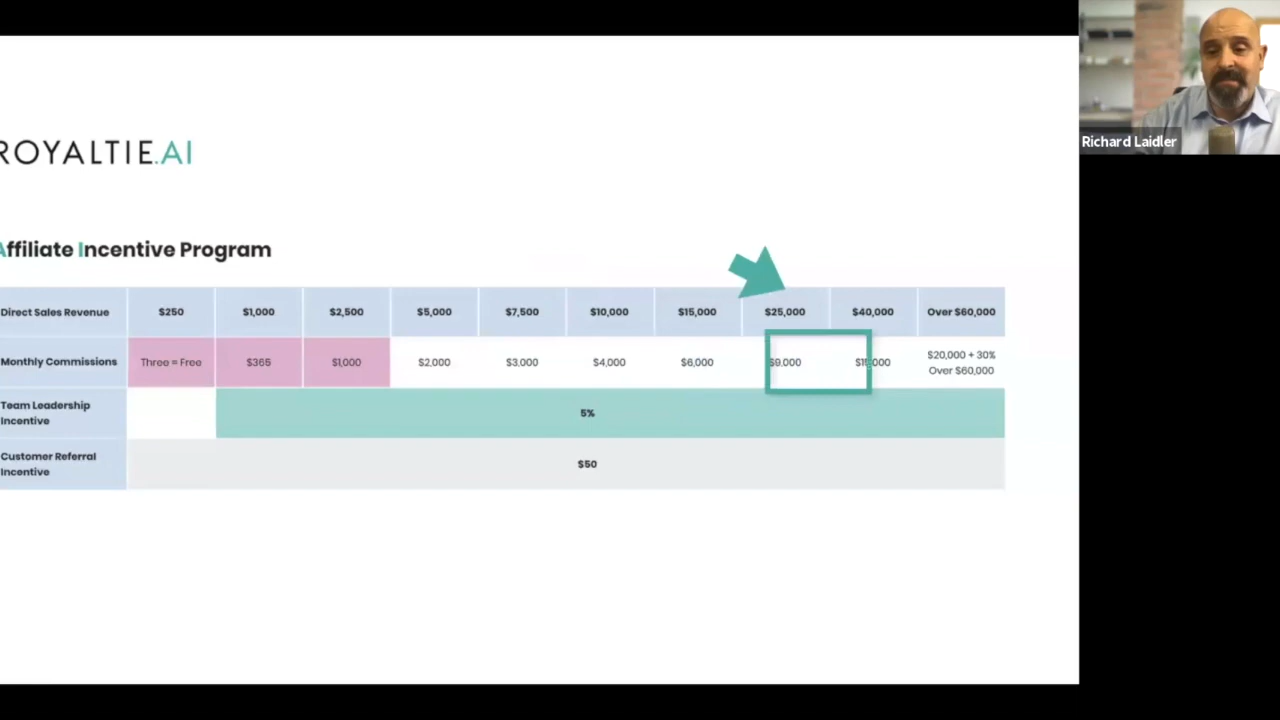 ROYALTIE.AI
Richard Laidler
Affiliate Incentive Program
Direct Sales Revenue $250 $1,000 $2,500 $5,000 $7,500 $10,000 $15,000 $25,000 $40,000 Over $60,000
Monthly Commissions Three = Free $365 $1,000 $2,000 $3,000 $4,000 $6,000 $9,000 $20,000 + 30%
Over $60,000
Team Leadership
Incentive
5%
Customer Referral
Incentive
$50